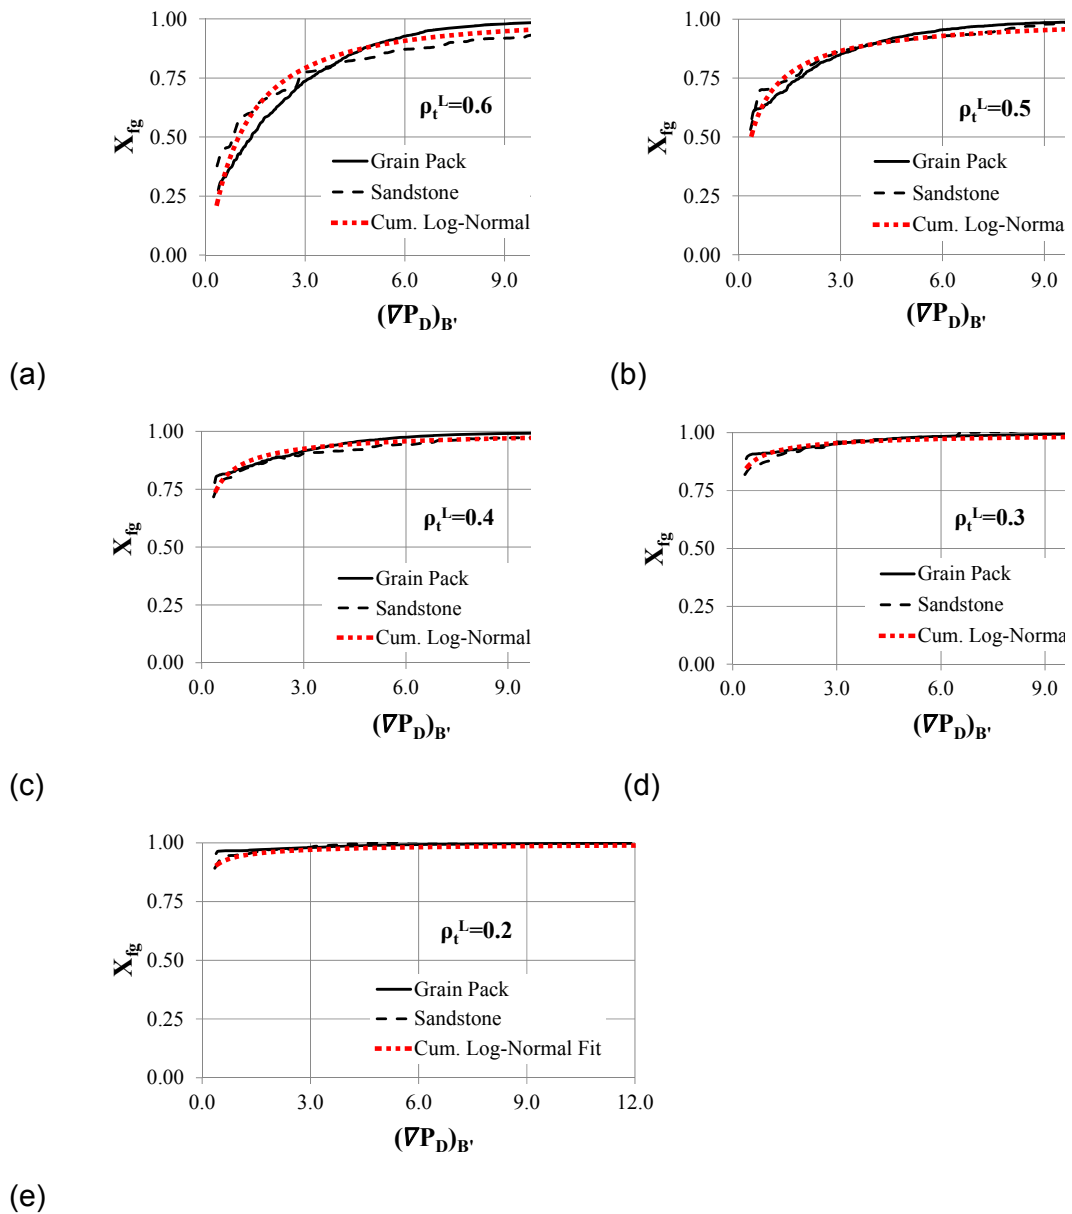 1.00
0.75
0.50
0.25
0.00
X_fg
ρ_t^L=0.6
Grain Pack
Sandstone
Cum. Log-Normal
0.0 3.0 6.0 9.0
(∇P_D)_B'
(a)
1.00
0.75
0.50
0.25
0.00
X_fg
ρ_t^L=0.5
Grain Pack
Sandstone
Cum. Log-Norma
0.0 3.0 6.0 9.0
(∇P_D)_B'
(b)
1.00
0.75
0.50
0.25
0.00
X_fg
ρ_t^L=0.4
Grain Pack
Sandstone
Cum. Log-Normal
0.0 3.0 6.0 9.0
(∇P_D)_B'
(c)
1.00
0.75
0.50
0.25
0.00
X_fg
ρ_t^L=0.3
Grain Pack
Sandstone
Cum. Log-Norma
0.0 3.0 6.0 9.0
(∇P_D)_B'
(d)
1.00
0.75
0.50
0.25
0.00
X_fg
ρ_t^L=0.2
Grain Pack
Sandstone
Cum. Log-Normal Fit
0.0 3.0 6.0 9.0 12.0
(∇P_D)_B'
(e)